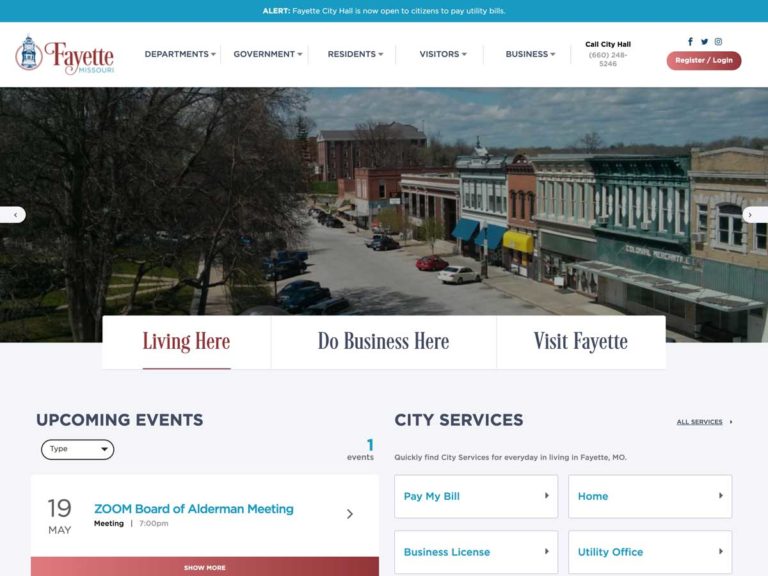 ALERT: Fayette City Hall is now open to citizens to pay utility bills.
Fayette
MISSOURI
DEPARTMENTS
GOVERNMENT
RESIDENTS
VISITORS
BUSINESS
Call City Hall
(660) 248-
5246
Register / Login
COLONIAL MERCANTILE
Living Here
Do Business Here
Visit Fayette
UPCOMING EVENTS
Type
1
events
19
MAY
ZOOM Board of Alderman Meeting
Meeting | 7:00pm
SHOW MORE
CITY SERVICES
ALL SERVICES
Quickly find City Services for everyday in living in Fayette, MO.
Pay My Bill
Home
Business License
Utility Office